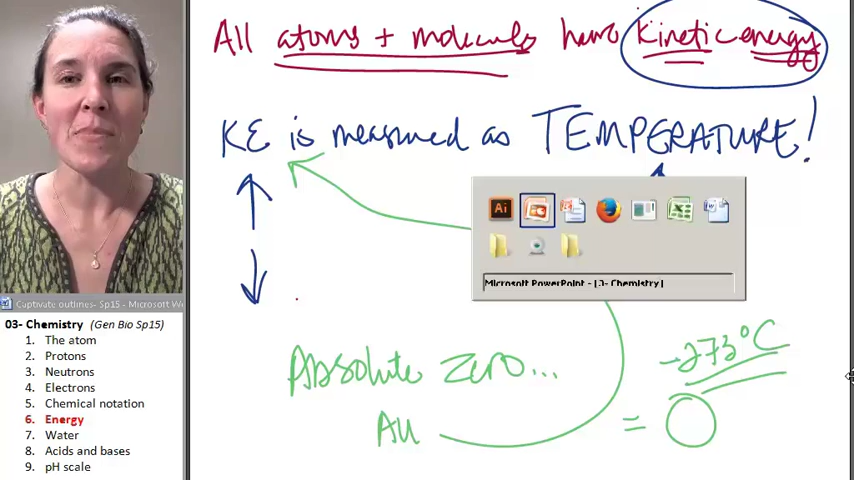 All atoms + molecules have kinetic energy
KE is measured as TEMPERATURE!
Ai
Microsoft PowerPoint - [3- Chemistry]
Captivate outlines- Sp15 - Microsoft W
03- Chemistry (Gen Bio Sp15)
1. The atom
2. Protons
3. Neutrons
4. Electrons
5. Chemical notation
6. Energy
7. Water
8. Acids and bases
9. pH scale
Absolute zero...
-273°C
All = 0